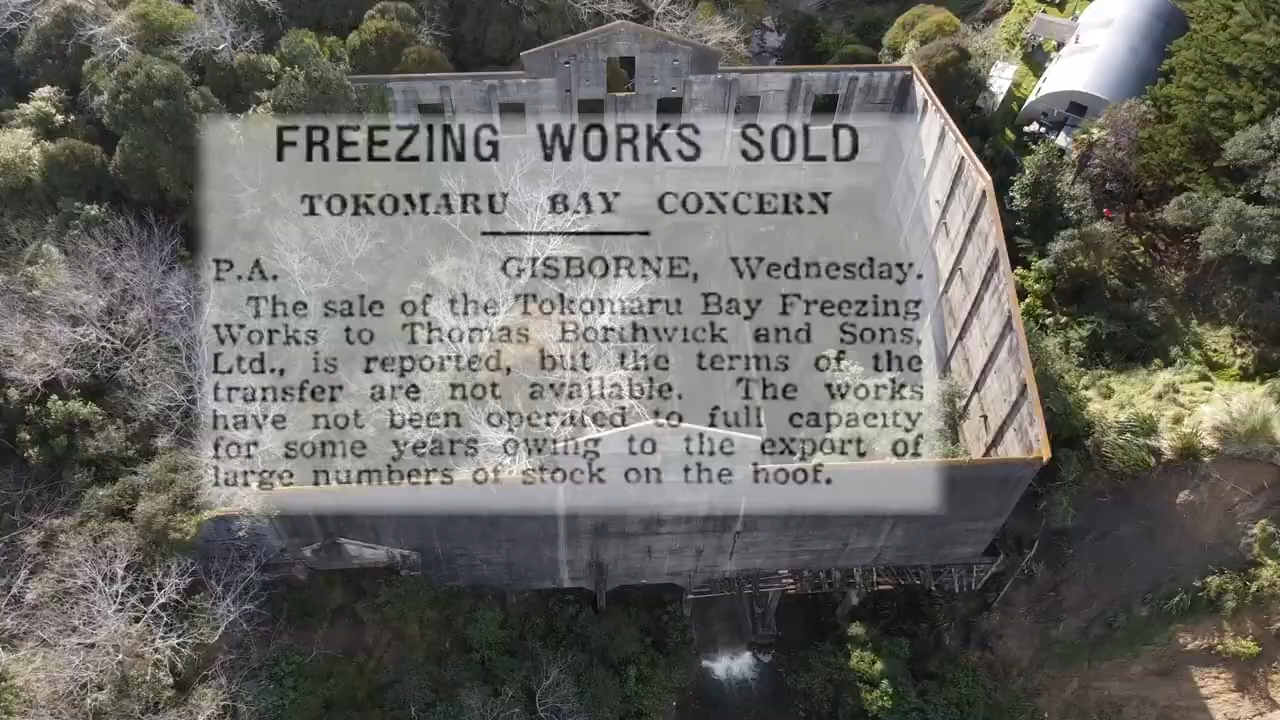 FREEZING WORKS SOLD
TOKOMARU BAY CONCERN
P.A. GISBORNE, Wednesday.
The sale of the Tokomaru Bay Freezing
Works to Thomas Borthwick and Sons,
Ltd., is reported, but the terms of the
transfer are not available. The works
have not been operated to full capacity
for some years owing to the export of
large numbers of stock on the hoof.